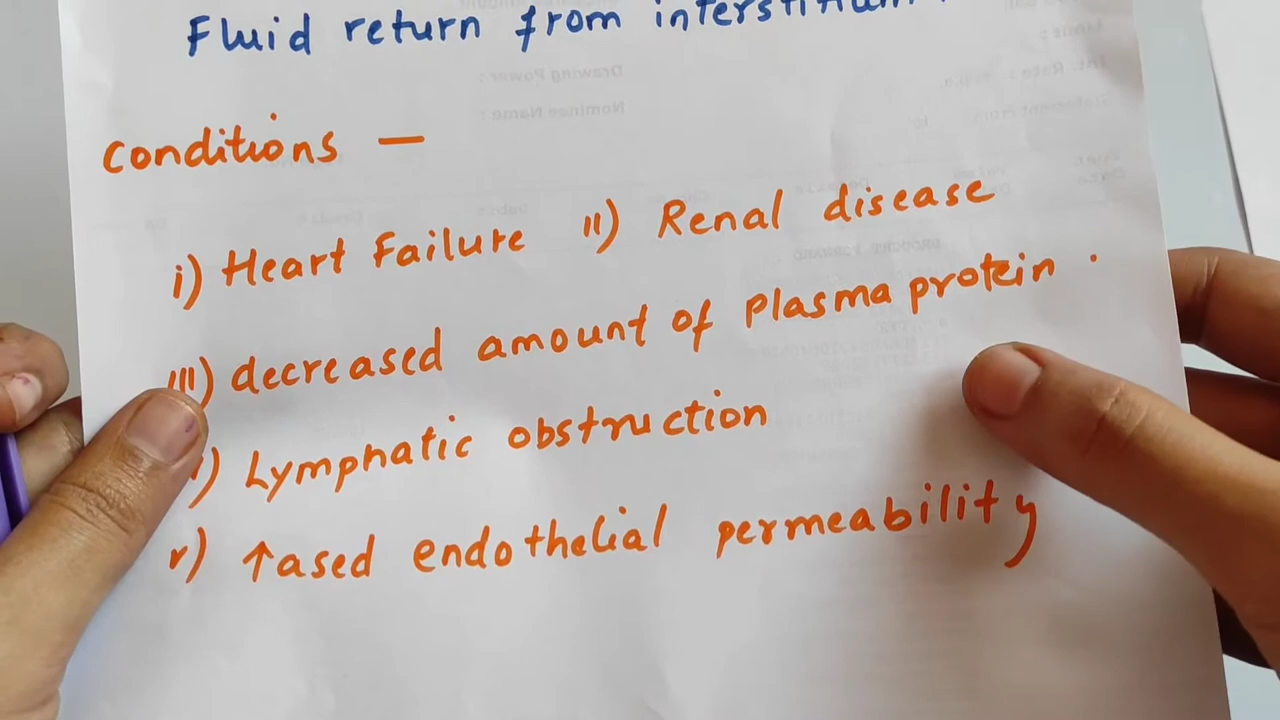 Fluid return from interstitium
Conditions —
i) Heart Failure ii) Renal disease
iii) decreased amount of plasma protein.
) Lymphatic obstruction
v) ↑ased endothelial permeability